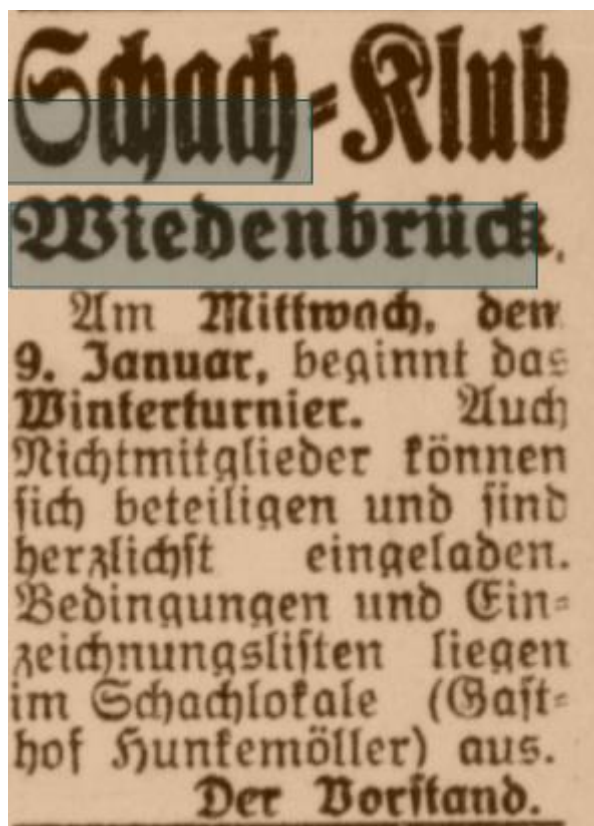 Schach-Klub
Wiedenbrück.
Am Mittwoch, den
9. Januar, beginnt das
Winterturnier. Auch
Nichtmitglieder können
sich beteiligen und sind
herzlichst eingeladen.
Bedingungen und Ein-
zeichnungslisten liegen
im Schachlokale (Gast-
hof Hunkemöller) aus.
Der Vorstand.